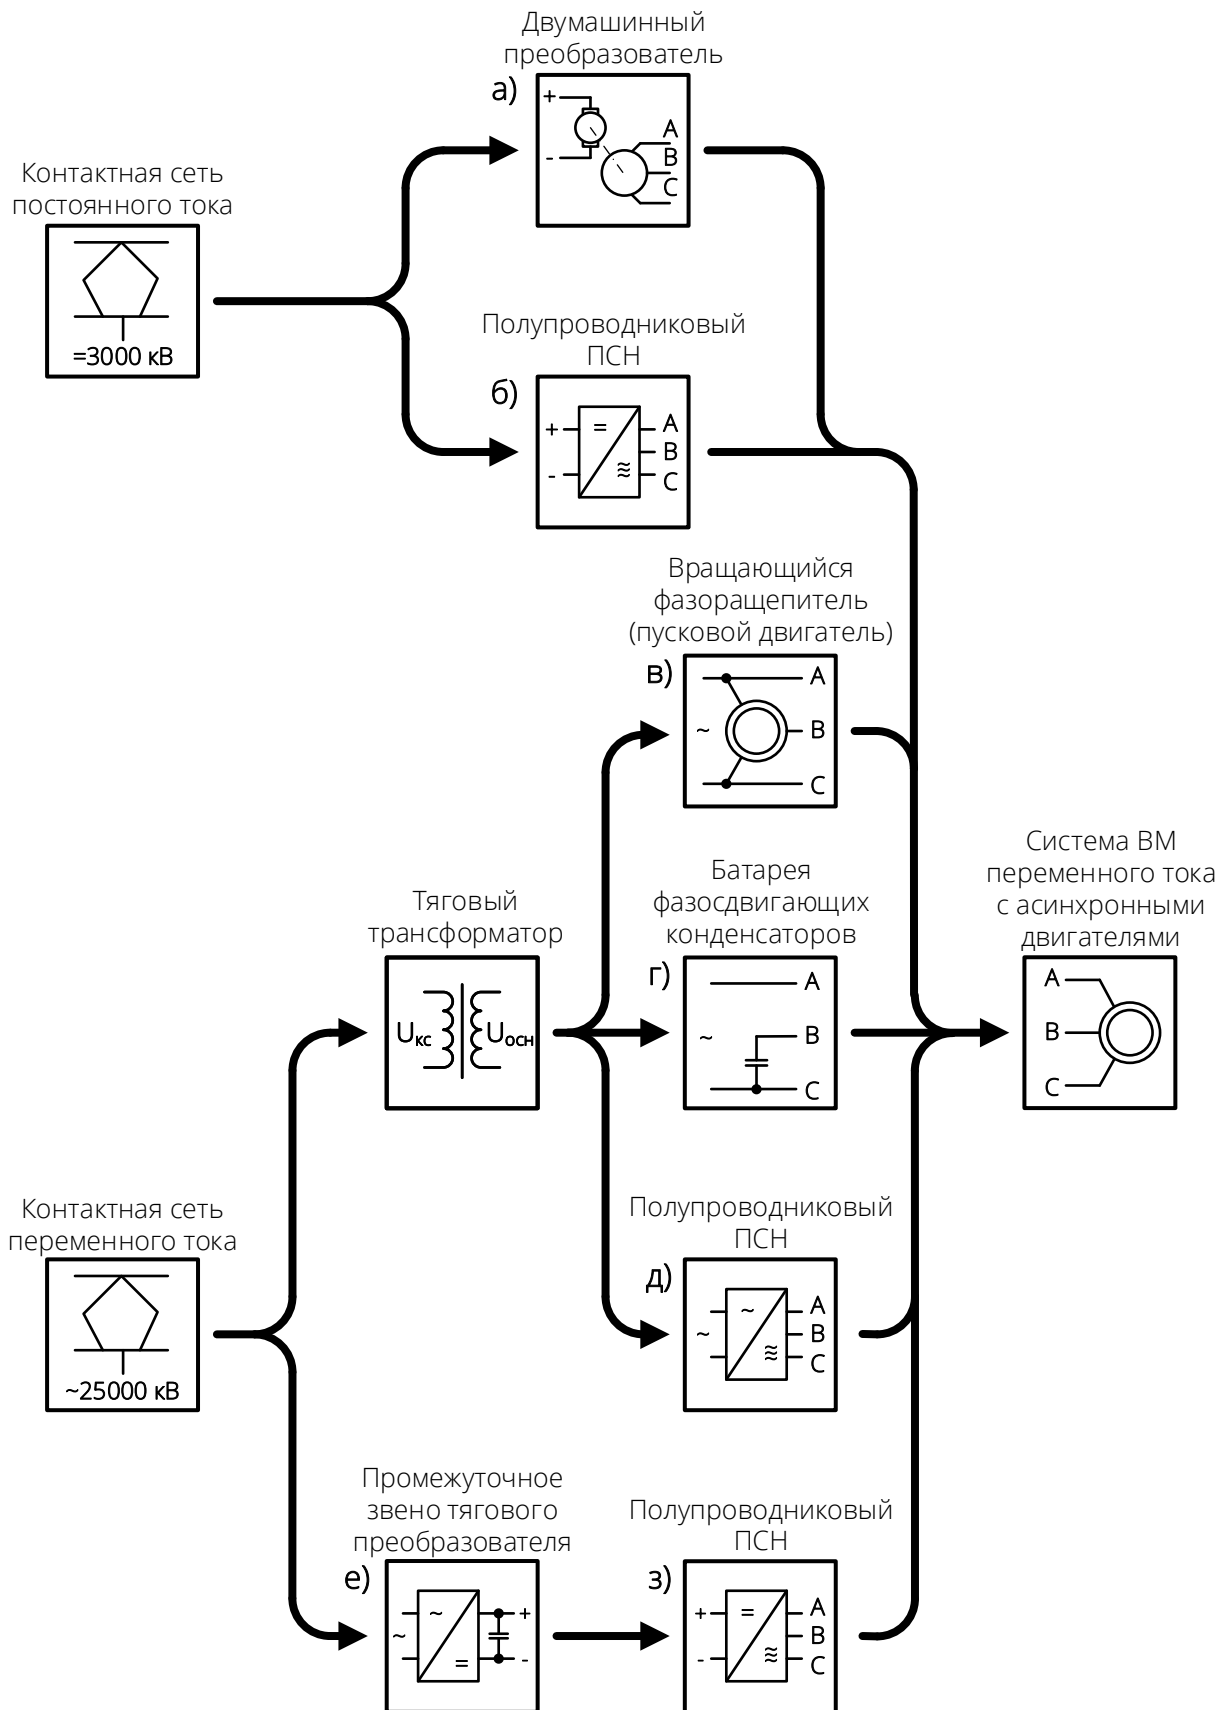 Двумашинный
преобразователь
а)
+
-
A
B
C
Контактная сеть
постоянного тока
=3000 кВ
Полупроводниковый
ПСН
б)
+
-
=
≋
A
B
C
Вращающийся
фазоращепитель
(пусковой двигатель)
в)
~
A
B
C
Тяговый
трансформатор
Uкс
Uосн
Батарея
фазосдвигающих
конденсаторов
г)
~
A
B
C
Система ВМ
переменного тока
с асинхронными
двигателями
A
B
C
Контактная сеть
переменного тока
~25000 кВ
Полупроводниковый
ПСН
д)
~
~
≋
A
B
C
Промежуточное
звено тягового
преобразователя
е)
~
~
=
+
-
Полупроводниковый
ПСН
з)
+
-
=
≋
A
B
C